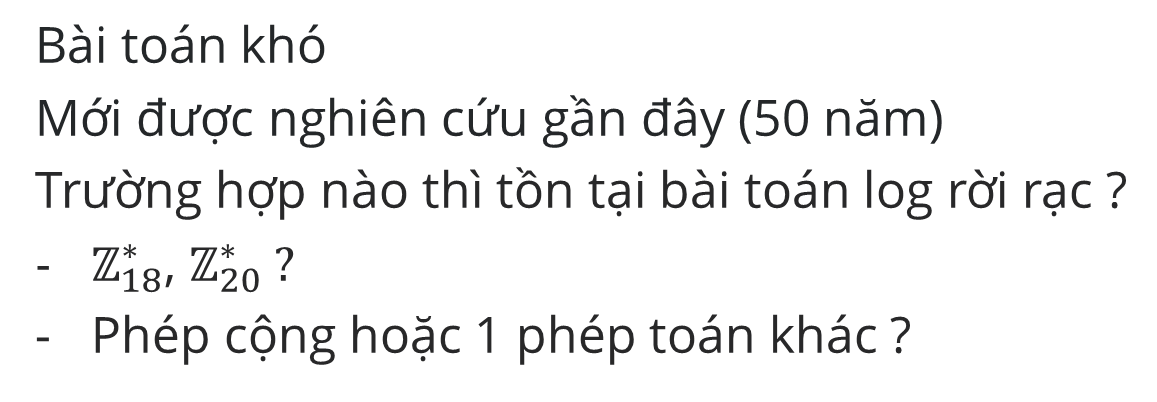 Bài toán khó
Mới được nghiên cứu gần đây (50 năm)
Trường hợp nào thì tồn tại bài toán log rời rạc ?
- ℤ*₁₈, ℤ*₂₀ ?
- Phép cộng hoặc 1 phép toán khác ?